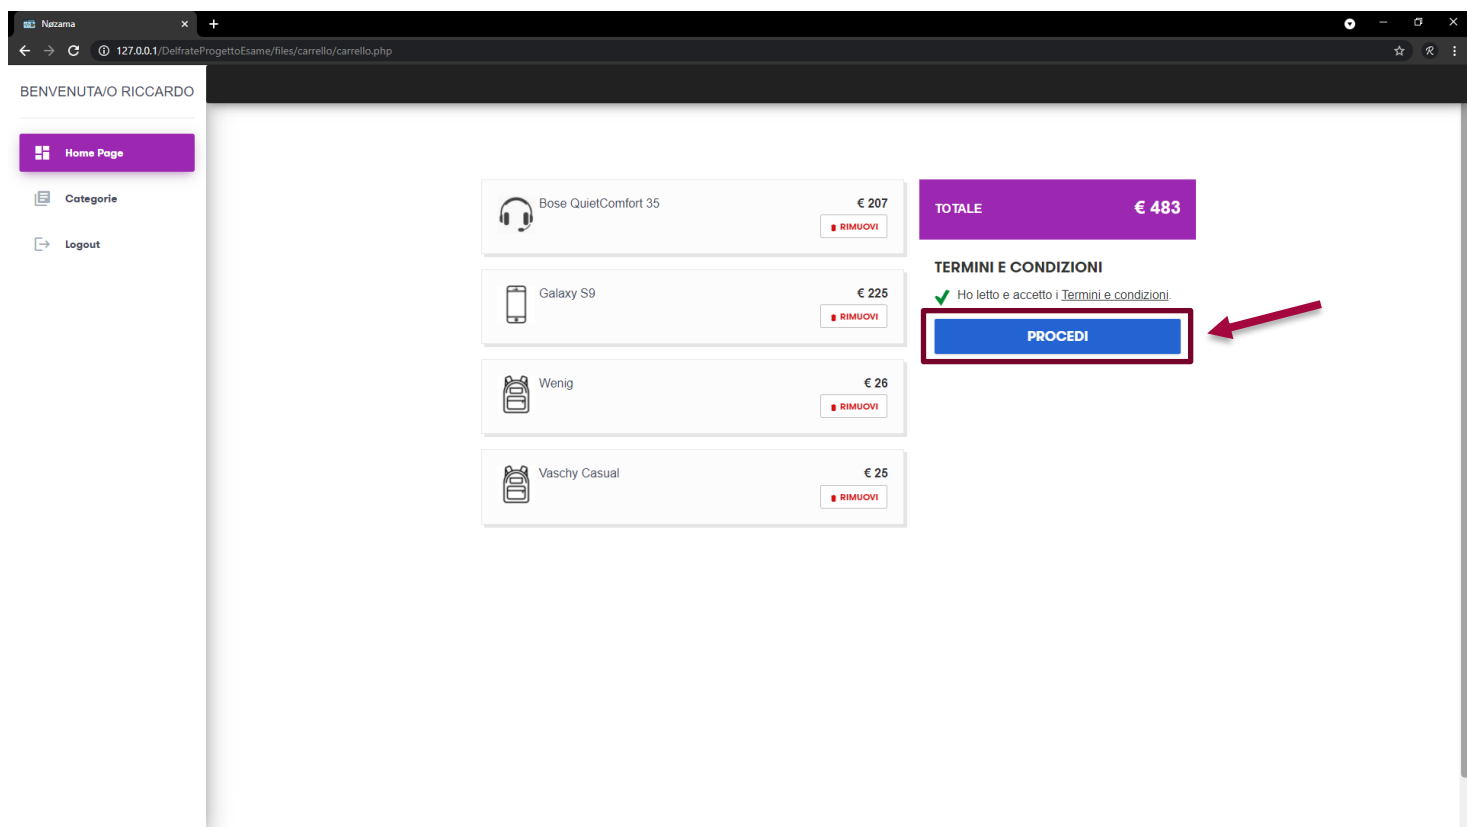 Nøzama
127.0.0.1/DelfrateProgettoEsame/files/carrello/carrello.php
BENVENUTA/O RICCARDO
Home Page
Categorie
Logout
Bose QuietComfort 35
€ 207
RIMUOVI
Galaxy S9
€ 225
RIMUOVI
Wenig
€ 26
RIMUOVI
Vaschy Casual
€ 25
RIMUOVI
TOTALE € 483
TERMINI E CONDIZIONI
Ho letto e accetto i Termini e condizioni.
PROCEDI